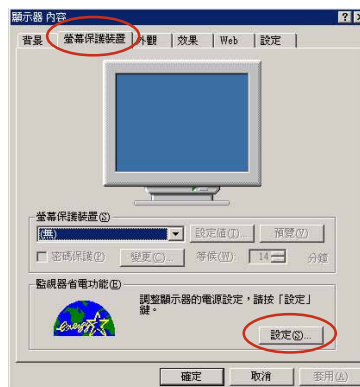 顯示器 內容
背景 螢幕保護裝置 外觀 效果 Web 設定
螢幕保護裝置(S)
(無) 設定值(T)... 預覽(V)
密碼保護(P) 變更(C)... 等候(W): 14 分鐘
監視器省電功能(E)
調整顯示器的電源設定，請按「設定」
鍵。
energy
設定(S)...
確定 取消 套用(A)